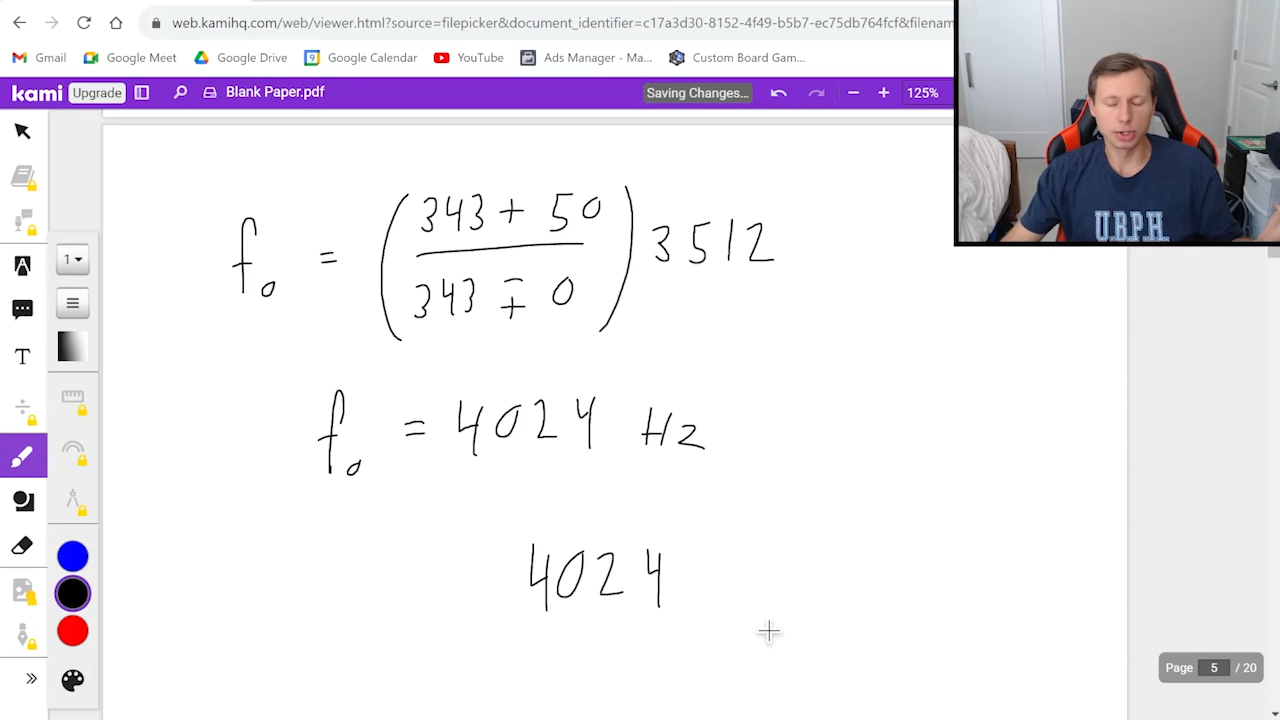 web.kamihq.com/web/viewer.html?source=filepicker&document_identifier=c17a3d30-8152-4f49-b5b7-ec75db764fcf&filenam
Gmail Google Meet Google Drive Google Calendar YouTube Ads Manager - Ma... Custom Board Gam...
kami Upgrade Blank Paper.pdf Saving Changes... 125%
f₀ = ((343 + 50) / (343 ∓ 0)) 3512
f₀ = 4024 Hz
4024
UBPH
1
Page 5 / 20